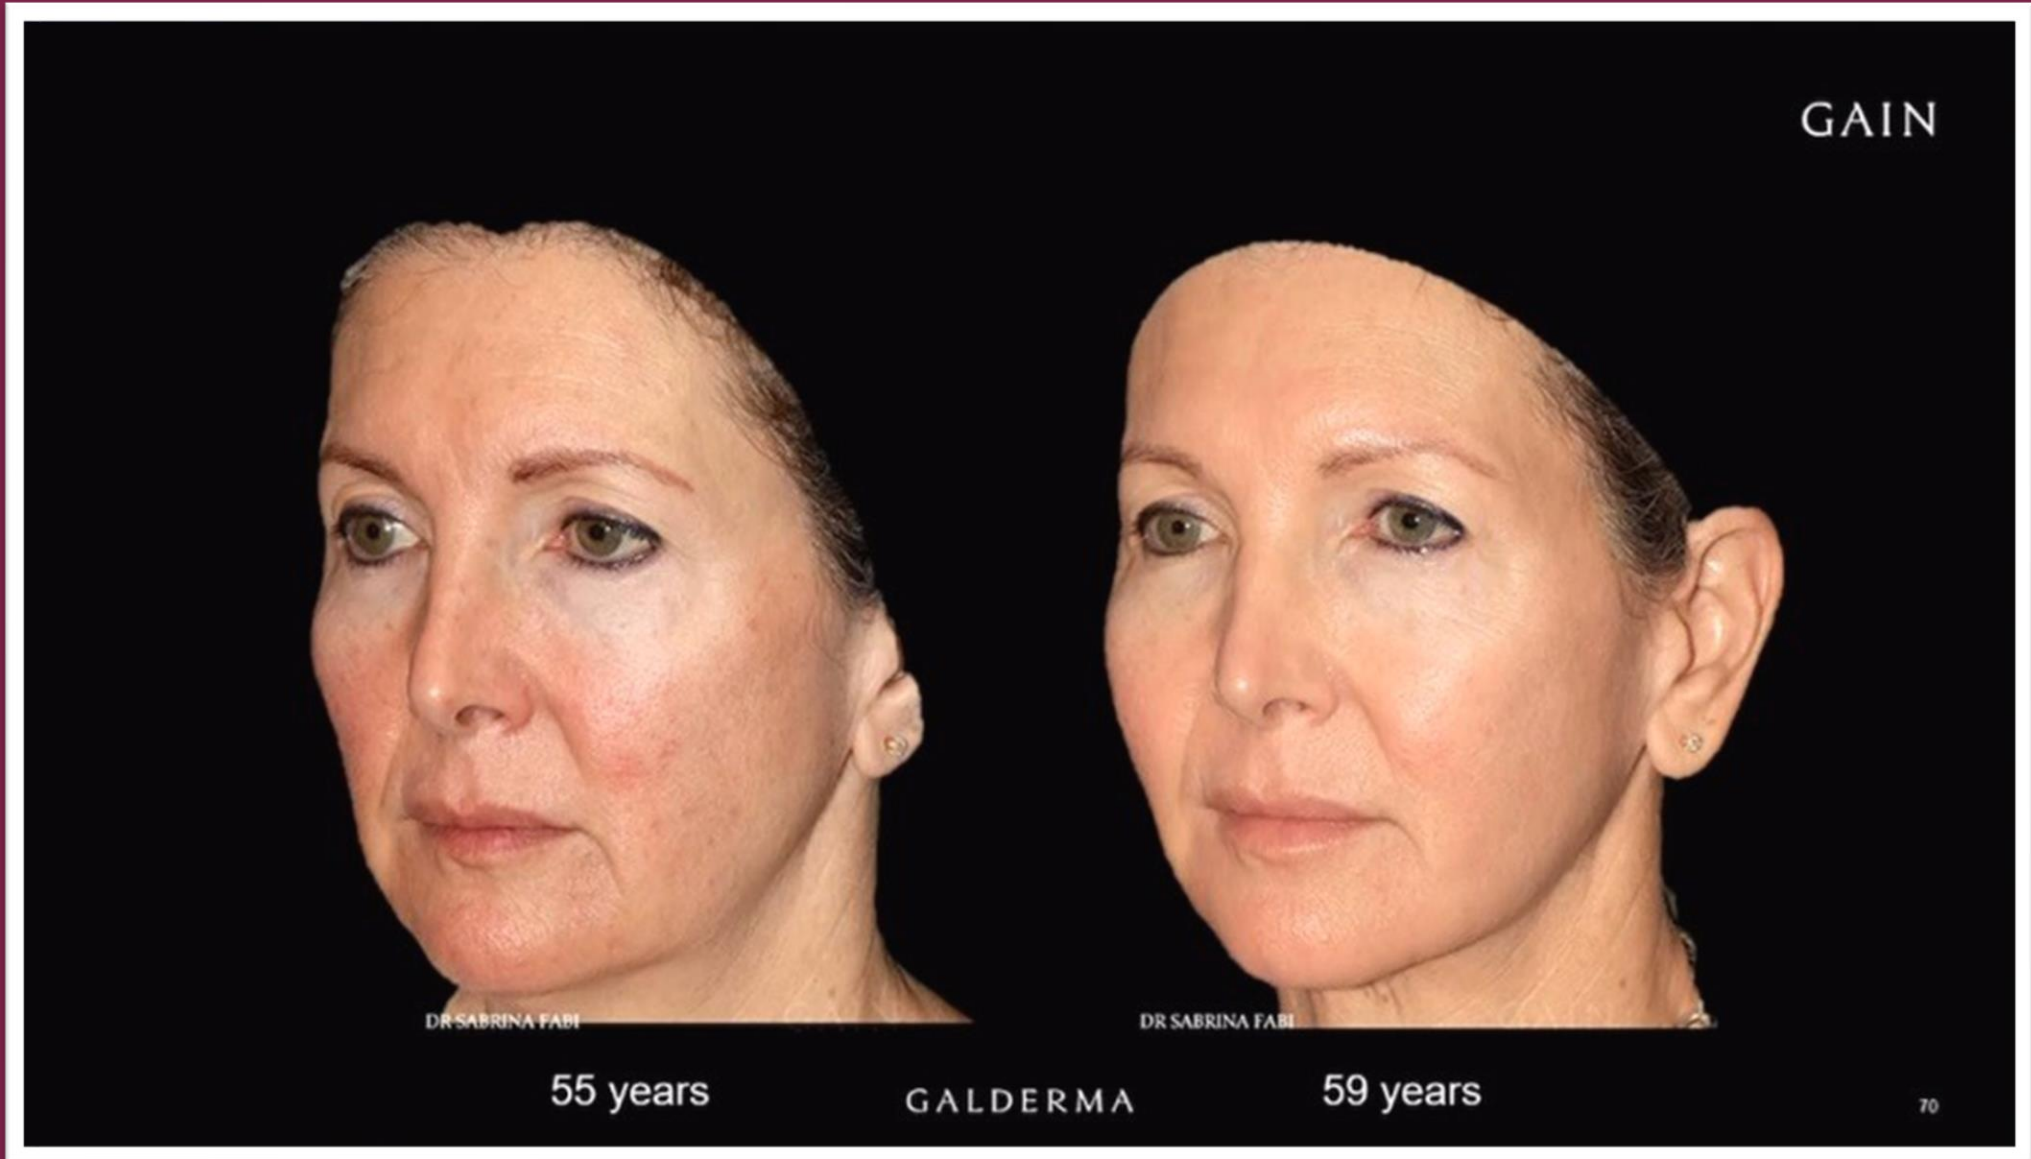 GAIN
DR SABRINA FABI
DR SABRINA FABI
55 years
GALDERMA
59 years
70